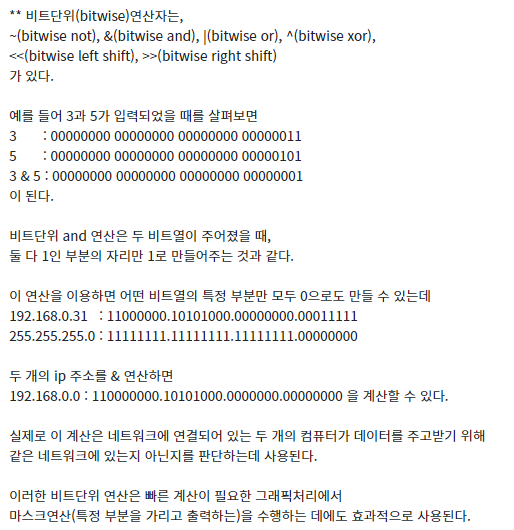 ** 비트단위(bitwise)연산자는,
~(bitwise not), &(bitwise and), |(bitwise or), ^(bitwise xor),
<<(bitwise left shift), >>(bitwise right shift)
가 있다.
예를 들어 3과 5가 입력되었을 때를 살펴보면
3 : 00000000 00000000 00000000 00000011
5 : 00000000 00000000 00000000 00000101
3 & 5 : 00000000 00000000 00000000 00000001
이 된다.
비트단위 and 연산은 두 비트열이 주어졌을 때,
둘 다 1인 부분의 자리만 1로 만들어주는 것과 같다.
이 연산을 이용하면 어떤 비트열의 특정 부분만 모두 0으로도 만들 수 있는데
192.168.0.31 : 11000000.10101000.00000000.00011111
255.255.255.0 : 11111111.11111111.11111111.00000000
두 개의 ip 주소를 & 연산하면
192.168.0.0 : 110000000.10101000.0000000.00000000 을 계산할 수 있다.
실제로 이 계산은 네트워크에 연결되어 있는 두 개의 컴퓨터가 데이터를 주고받기 위해
같은 네트워크에 있는지 아닌지를 판단하는데 사용된다.
이러한 비트단위 연산은 빠른 계산이 필요한 그래픽처리에서
마스크연산(특정 부분을 가리고 출력하는)을 수행하는 데에도 효과적으로 사용된다.